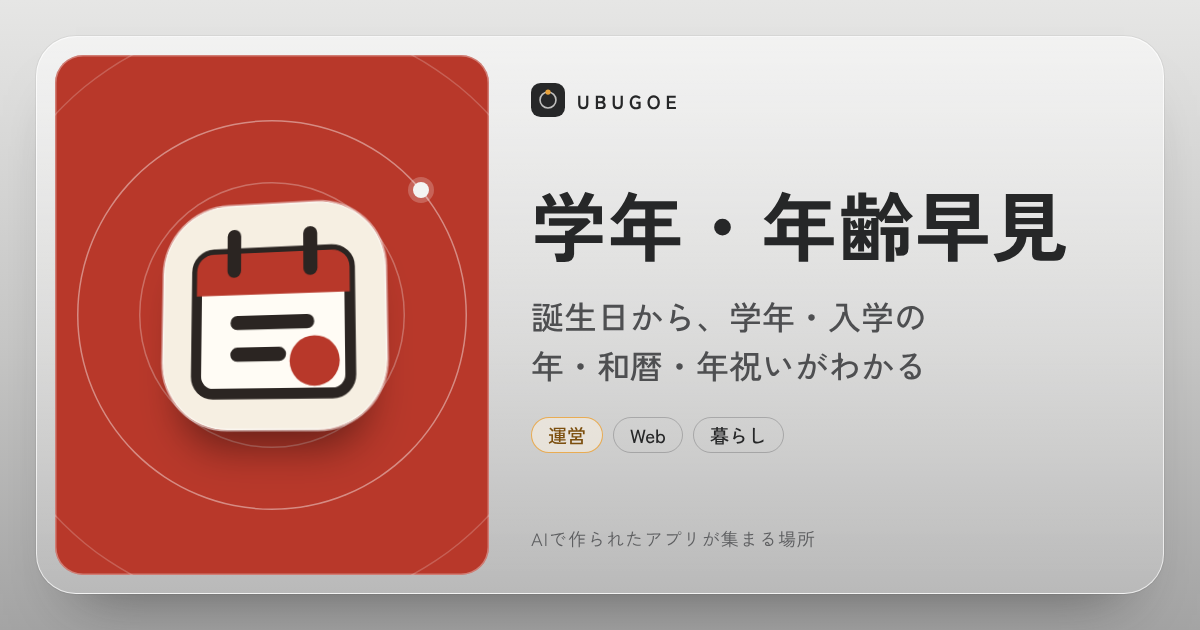 UBUGOE
学年・年齢早見
誕生日から、学年・入学の
年・和暦・年祝いがわかる
運営 Web 暮らし
AIで作られたアプリが集まる場所